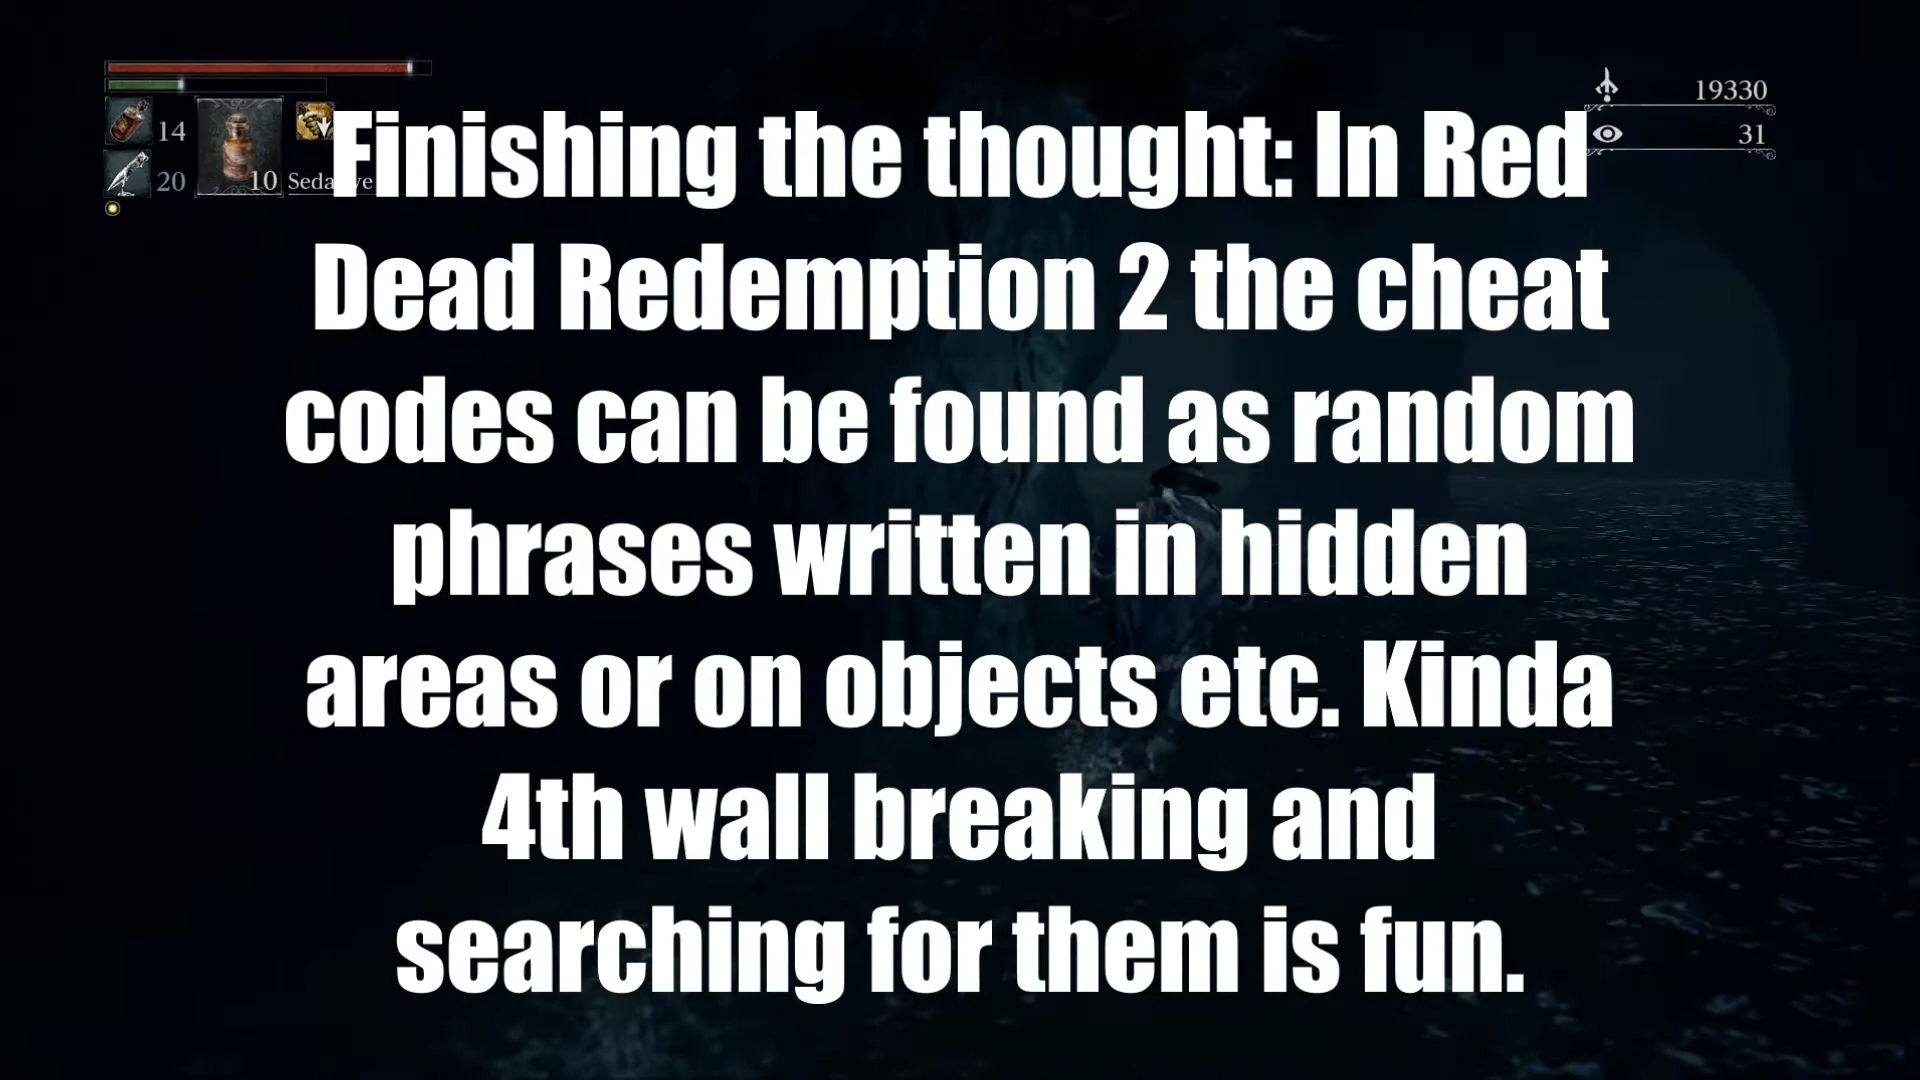 19330
14
31
20
10 Sedative
Finishing the thought: In Red
Dead Redemption 2 the cheat
codes can be found as random
phrases written in hidden
areas or on objects etc. Kinda
4th wall breaking and
searching for them is fun.